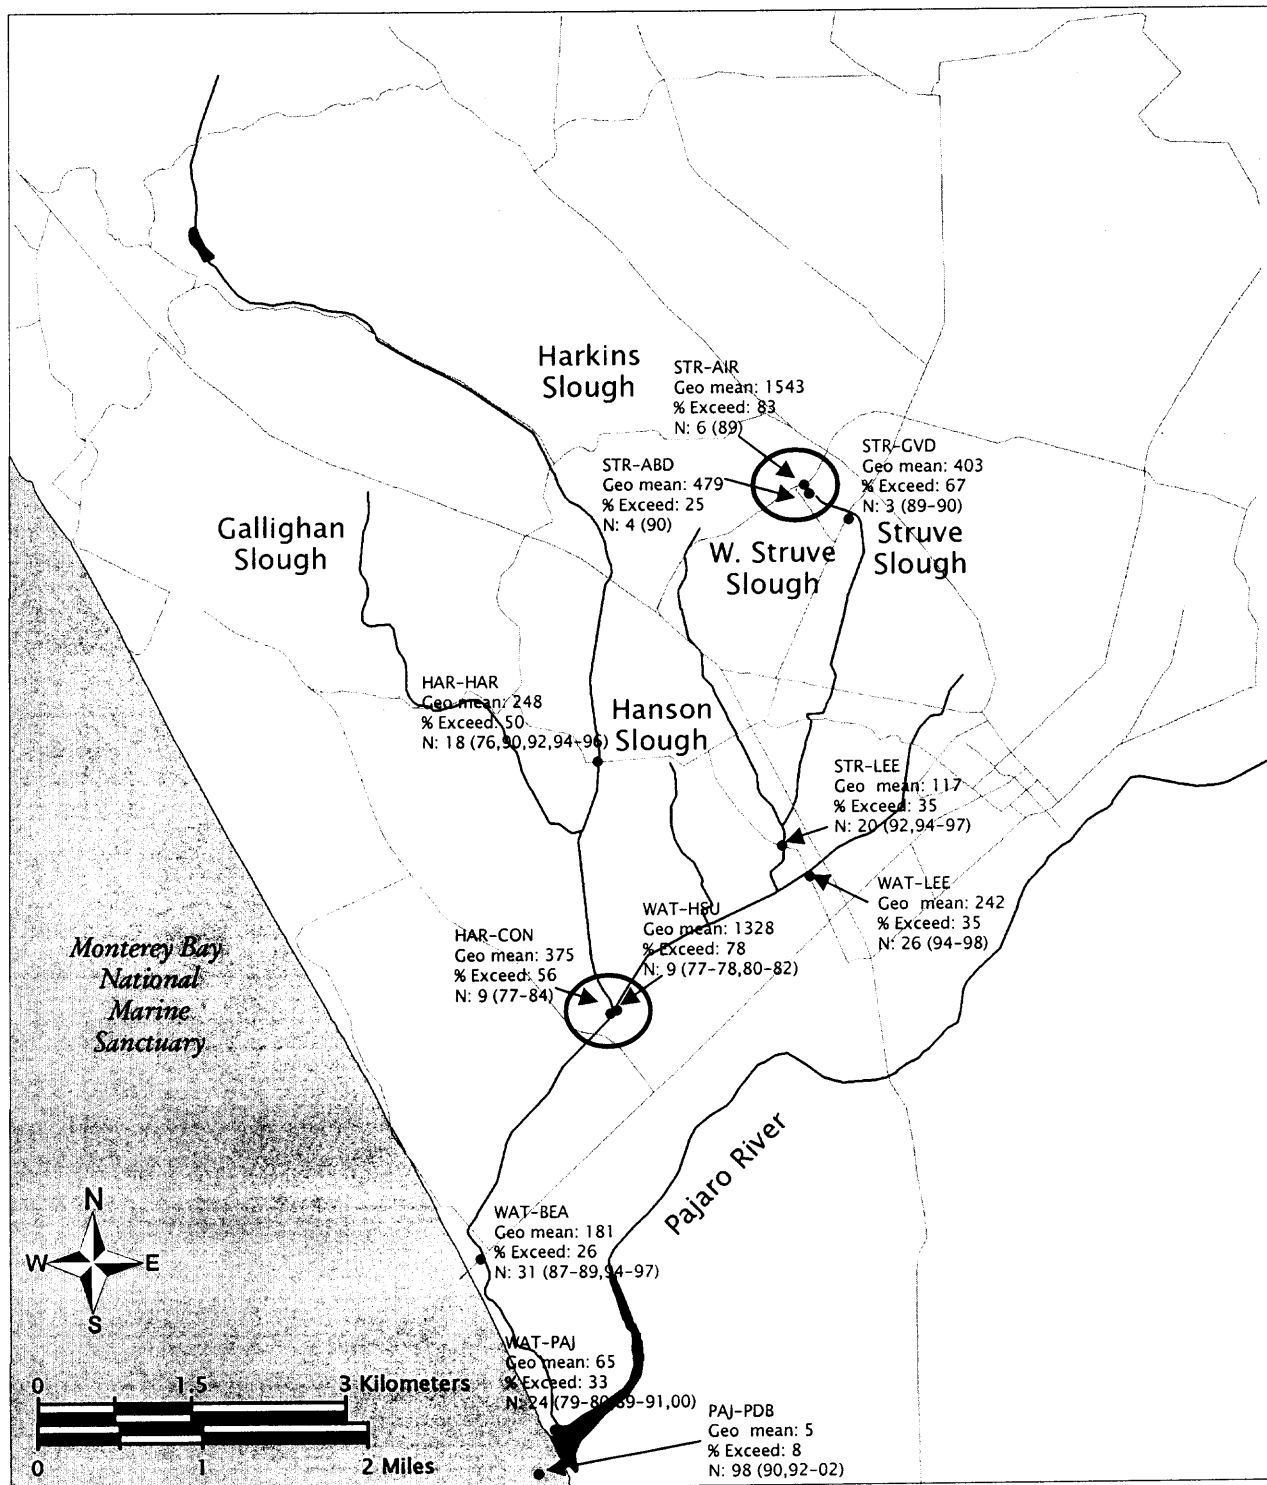 Harkins
Slough
STR-AIR
Geo mean: 1543
% Exceed: 83
N: 6 (89)
STR-GVD
Geo mean: 403
% Exceed: 67
N: 3 (89-90)
STR-ABD
Geo mean: 479
% Exceed: 25
N: 4 (90)
Gallighan
Slough
W. Struve
Slough
Struve
Slough
HAR-HAR
Geo mean: 248
% Exceed: 50
N: 18 (76,90,92,94-96)
Hanson
Slough
STR-LEE
Geo mean: 117
% Exceed: 35
N: 20 (92,94-97)
WAT-LEE
Geo mean: 242
% Exceed: 35
N: 26 (94-98)
WAT-HSU
Geo mean: 1328
% Exceed: 78
N: 9 (77-78,80-82)
HAR-CON
Geo mean: 375
% Exceed: 56
N: 9 (77-84)
Monterey Bay
National
Marine
Sanctuary
Pajaro River
N
W
E
S
WAT-BEA
Geo mean: 181
% Exceed: 26
N: 31 (87-89,94-97)
WAT-PAJ
Geo mean: 65
% Exceed: 33
N: 24 (79-80,89-91,00)
0 1.5 3 Kilometers
0 1 2 Miles
PAJ-PDB
Geo mean: 5
% Exceed: 8
N: 98 (90,92-02)